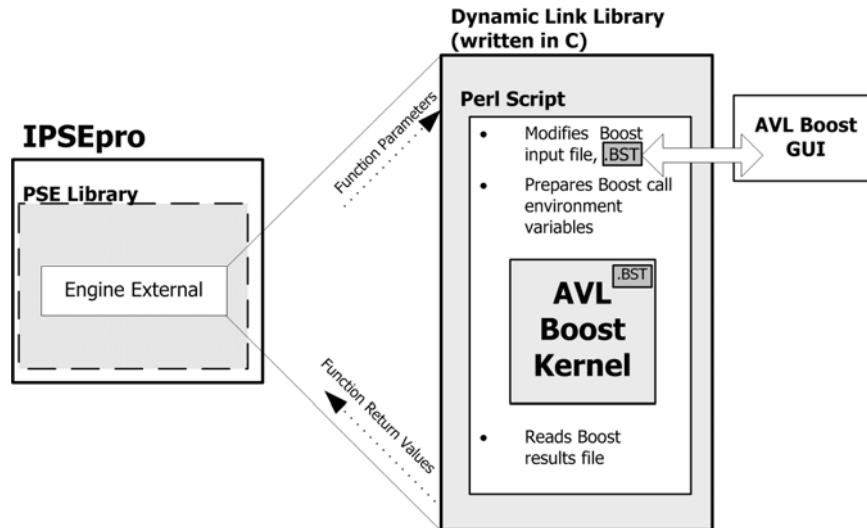 Dynamic Link Library
(written in C)
IPSEpro
PSE Library
Engine External
Function Parameters
Function Return Values
Perl Script
• Modifies Boost
input file, .BST
• Prepares Boost call
environment
variables
.BST
AVL
Boost
Kernel
• Reads Boost
results file
AVL Boost
GUI